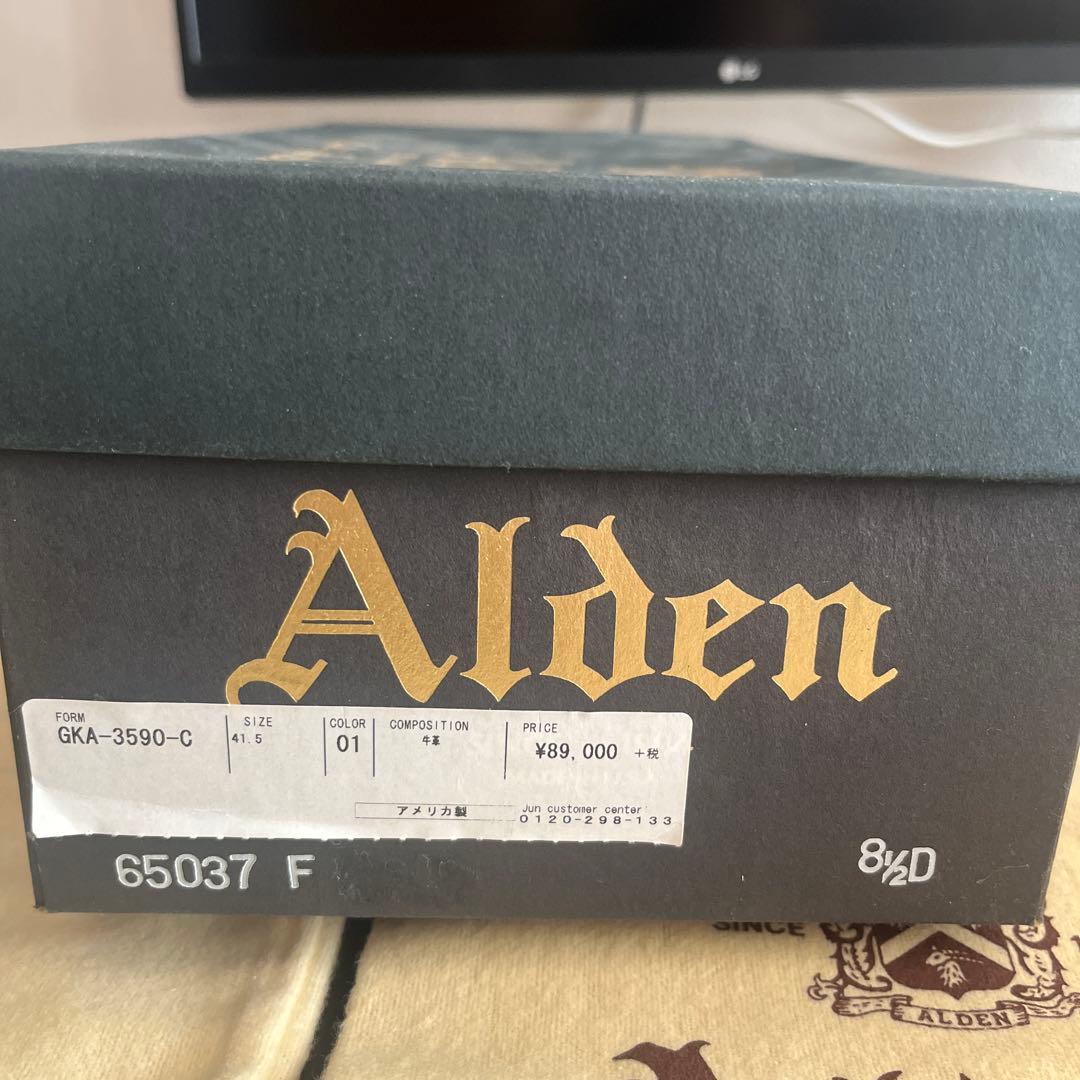 LG
Alden
FORM
GKA-3590-C
SIZE
41.5
COLOR
01
COMPOSITION
牛革
PRICE
¥89,000 +税
アメリカ製
Jun customer center
0120-298-133
65037 F
8½D
SINCE
ALDEN